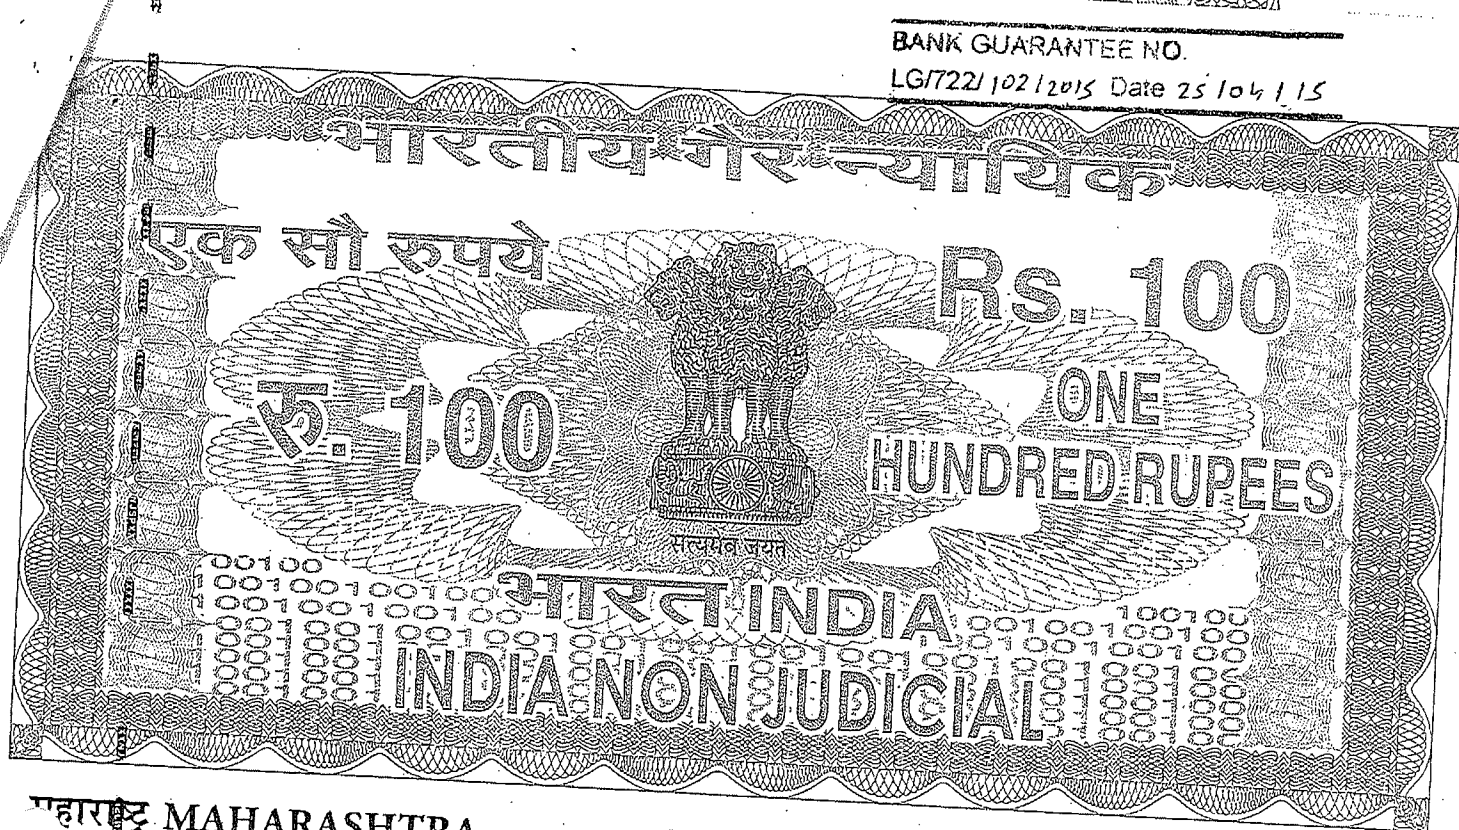 BANK GUARANTEE NO.
LG/722/102/2015 Date 25/04/15
भारतीय गैर न्यायिक
एक सौ रुपये
Rs. 100
रु. 100
ONE
HUNDRED RUPEES
सत्यमेव जयते
भारत INDIA
INDIA NON JUDICIAL
महाराष्ट्र MAHARASHTRA